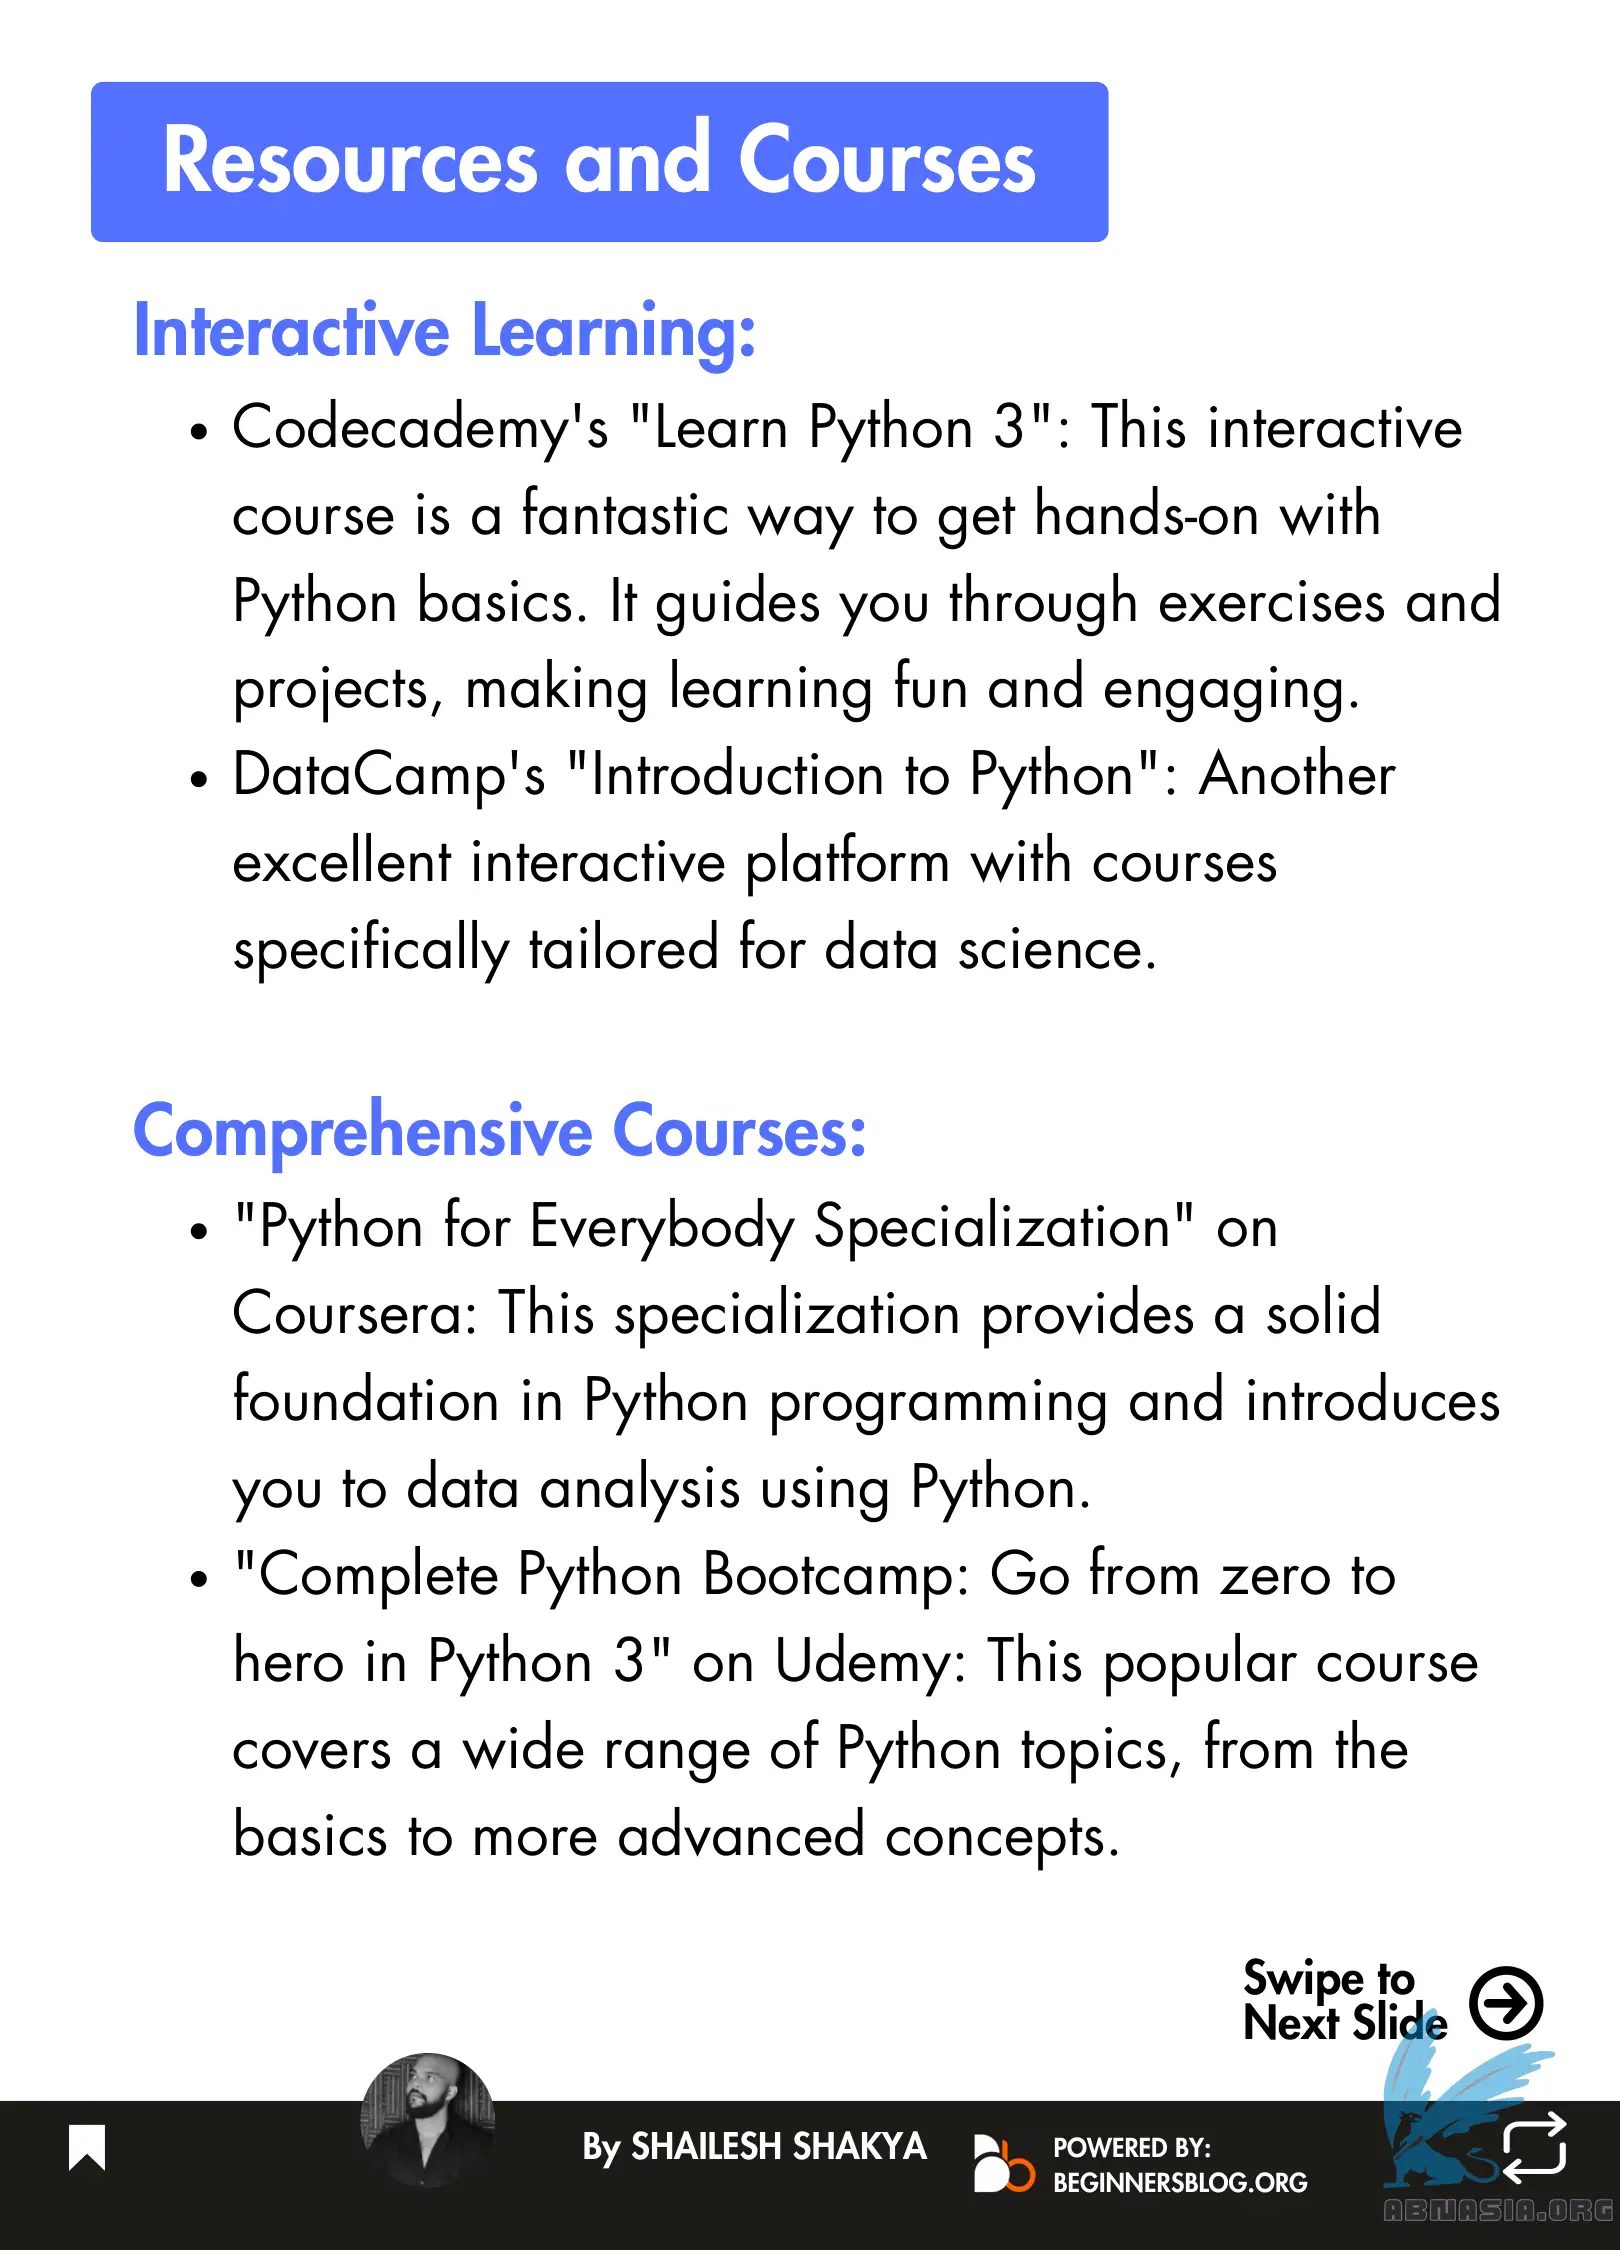 Resources and Courses
Interactive Learning:
• Codecademy's "Learn Python 3": This interactive
course is a fantastic way to get hands-on with
Python basics. It guides you through exercises and
projects, making learning fun and engaging.
• DataCamp's "Introduction to Python": Another
excellent interactive platform with courses
specifically tailored for data science.
Comprehensive Courses:
• "Python for Everybody Specialization" on
Coursera: This specialization provides a solid
foundation in Python programming and introduces
you to data analysis using Python.
• "Complete Python Bootcamp: Go from zero to
hero in Python 3" on Udemy: This popular course
covers a wide range of Python topics, from the
basics to more advanced concepts.
Swipe to
Next Slide
By SHAILESH SHAKYA
POWERED BY:
BEGINNERSBLOG.ORG
ABNASIA.ORG